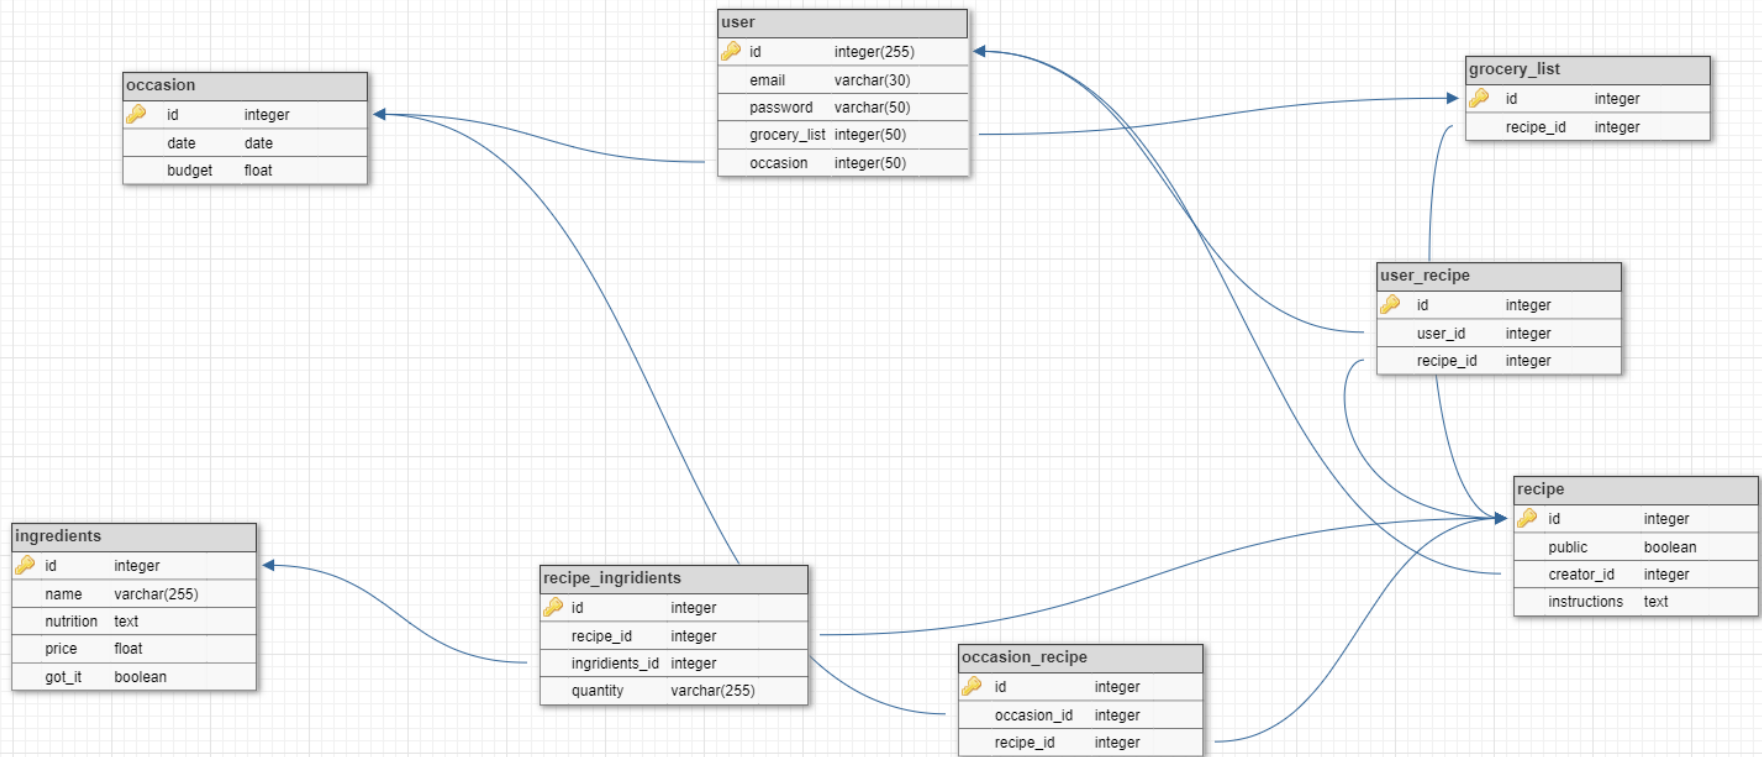 user
id integer(255)
email varchar(30)
password varchar(50)
grocery_list integer(50)
occasion integer(50)
occasion
id integer
date date
budget float
grocery_list
id integer
recipe_id integer
user_recipe
id integer
user_id integer
recipe_id integer
recipe
id integer
public boolean
creator_id integer
instructions text
ingredients
id integer
name varchar(255)
nutrition text
price float
got_it boolean
recipe_ingridients
id integer
recipe_id integer
ingridients_id integer
quantity varchar(255)
occasion_recipe
id integer
occasion_id integer
recipe_id integer